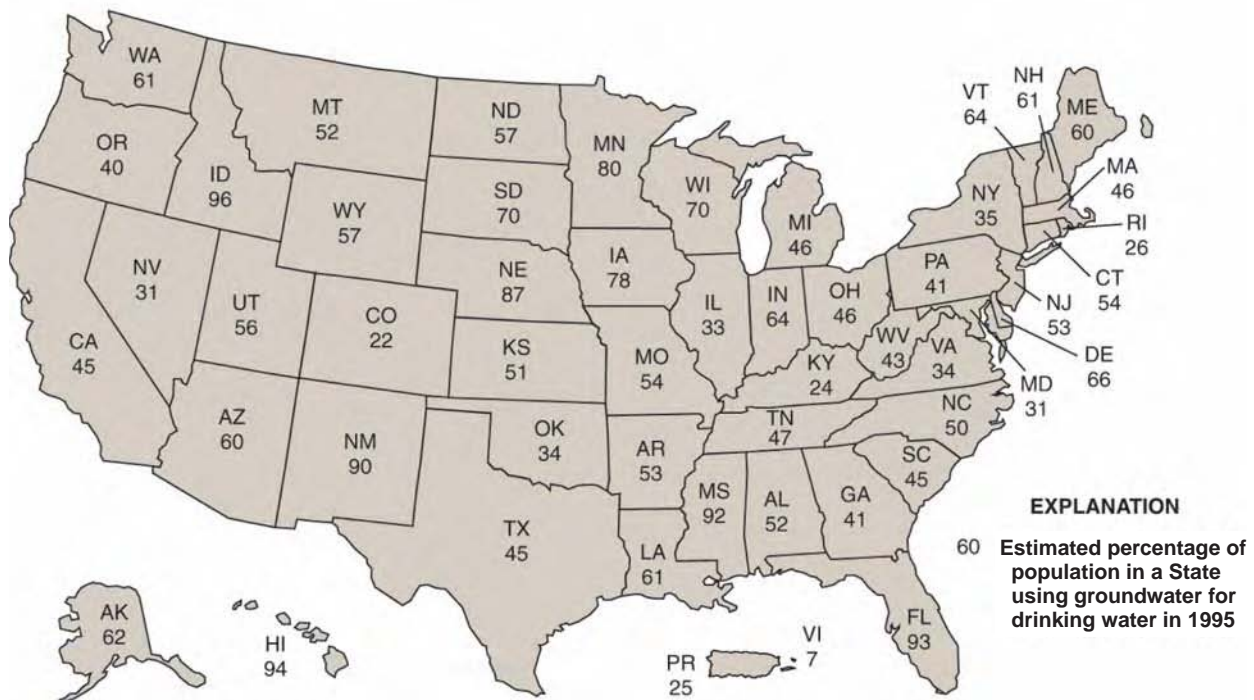 WA
61
MT
52
ND
57
MN
80
VT
64
NH
61
ME
60
OR
40
ID
96
WY
57
SD
70
WI
70
MI
46
NY
35
MA
46
RI
26
CT
54
NV
31
UT
56
CO
22
NE
87
IA
78
IL
33
IN
64
OH
46
PA
41
NJ
53
DE
66
MD
31
CA
45
AZ
60
NM
90
KS
51
MO
54
KY
24
WV
43
VA
34
OK
34
AR
53
TN
47
NC
50
SC
45
TX
45
LA
61
MS
92
AL
52
GA
41
FL
93
AK
62
HI
94
PR
25
VI
7
EXPLANATION
60 Estimated percentage of
population in a State
using groundwater for
drinking water in 1995